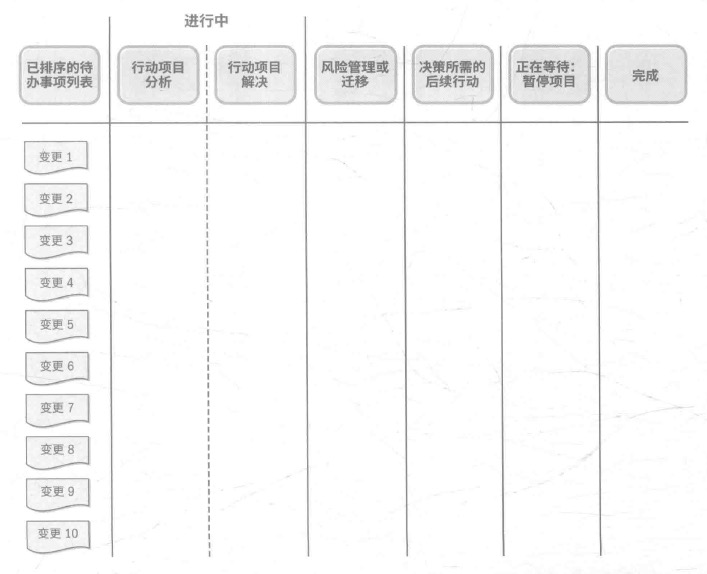 进行中
已排序的待
办事项列表
行动项目
分析
行动项目
解决
风险管理或
迁移
决策所需的
后续行动
正在等待：
暂停项目
完成
变更 1
变更 2
变更 3
变更 4
变更 5
变更 6
变更 7
变更 8
变更 9
变更 10